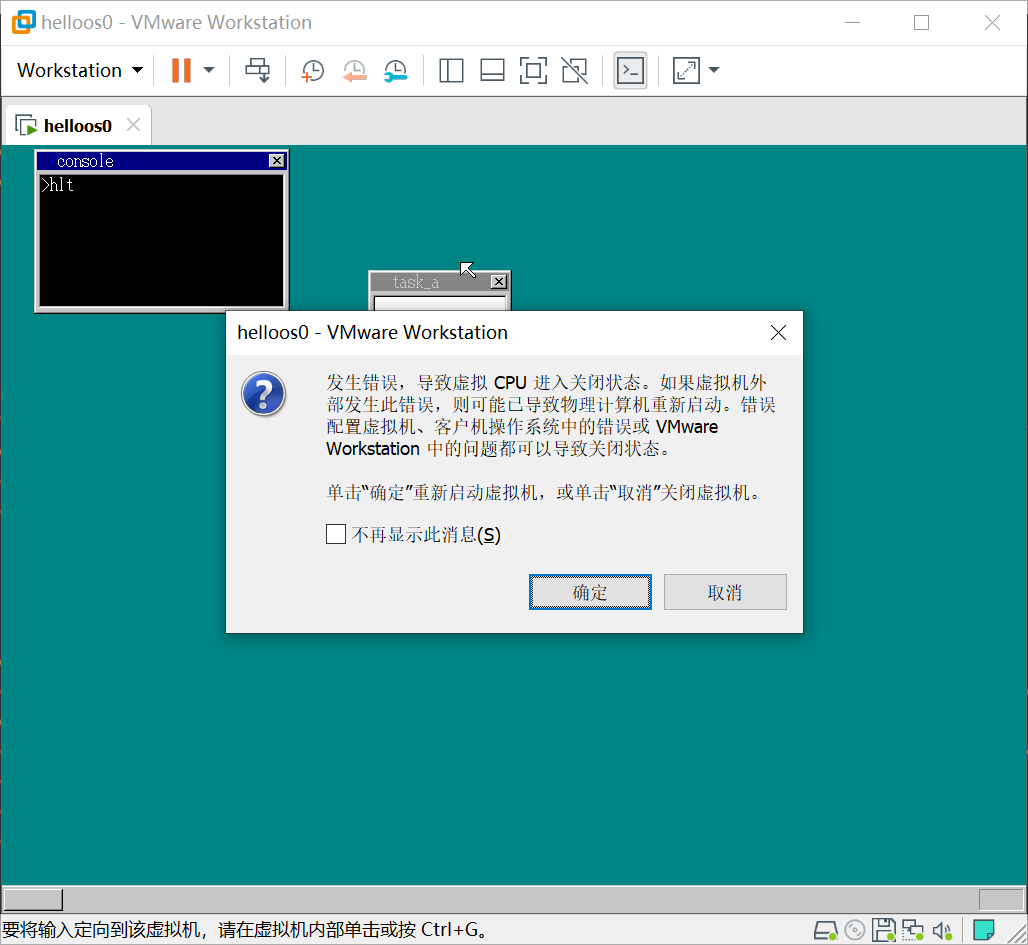 helloos0 - VMware Workstation
Workstation
helloos0
console
>hlt
task_a
helloos0 - VMware Workstation
发生错误，导致虚拟 CPU 进入关闭状态。如果虚拟机外
部发生此错误，则可能已导致物理计算机重新启动。错误
配置虚拟机、客户机操作系统中的错误或 VMware
Workstation 中的问题都可以导致关闭状态。
单击“确定”重新启动虚拟机，或单击“取消”关闭虚拟机。
不再显示此消息(S)
确定
取消
要将输入定向到该虚拟机，请在虚拟机内部单击或按 Ctrl+G。